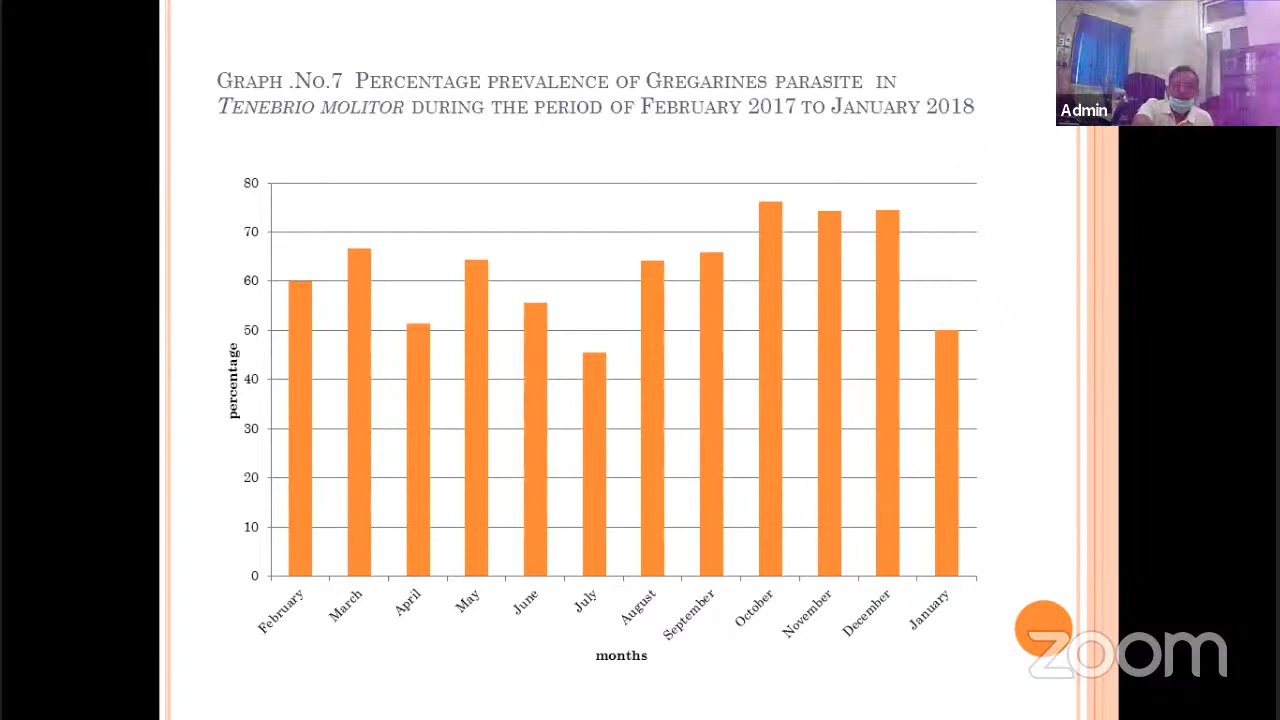 Graph .No.7 Percentage prevalence of Gregarines parasite in
Tenebrio molitor during the period of February 2017 to January 2018
Admin
80
70
60
50
40
30
20
10
0
percentage
February
March
April
May
June
July
August
September
October
November
December
January
months
zoom